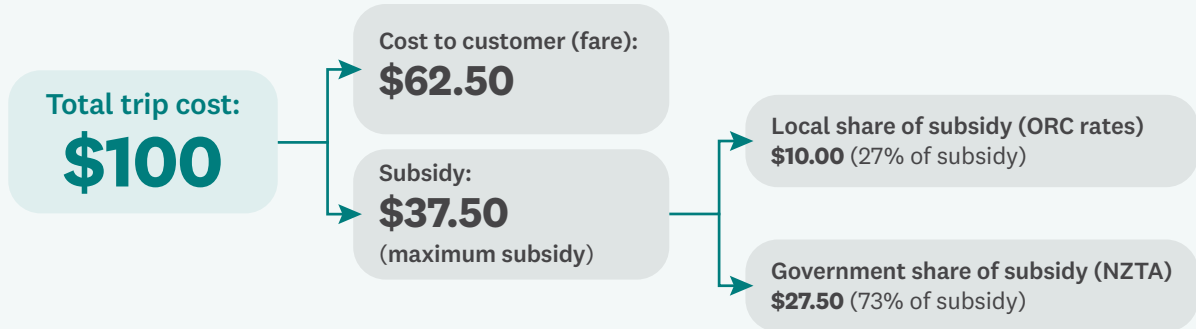 Total trip cost:
$100
Cost to customer (fare):
$62.50
Subsidy:
$37.50
(maximum subsidy)
Local share of subsidy (ORC rates)
$10.00 (27% of subsidy)
Government share of subsidy (NZTA)
$27.50 (73% of subsidy)